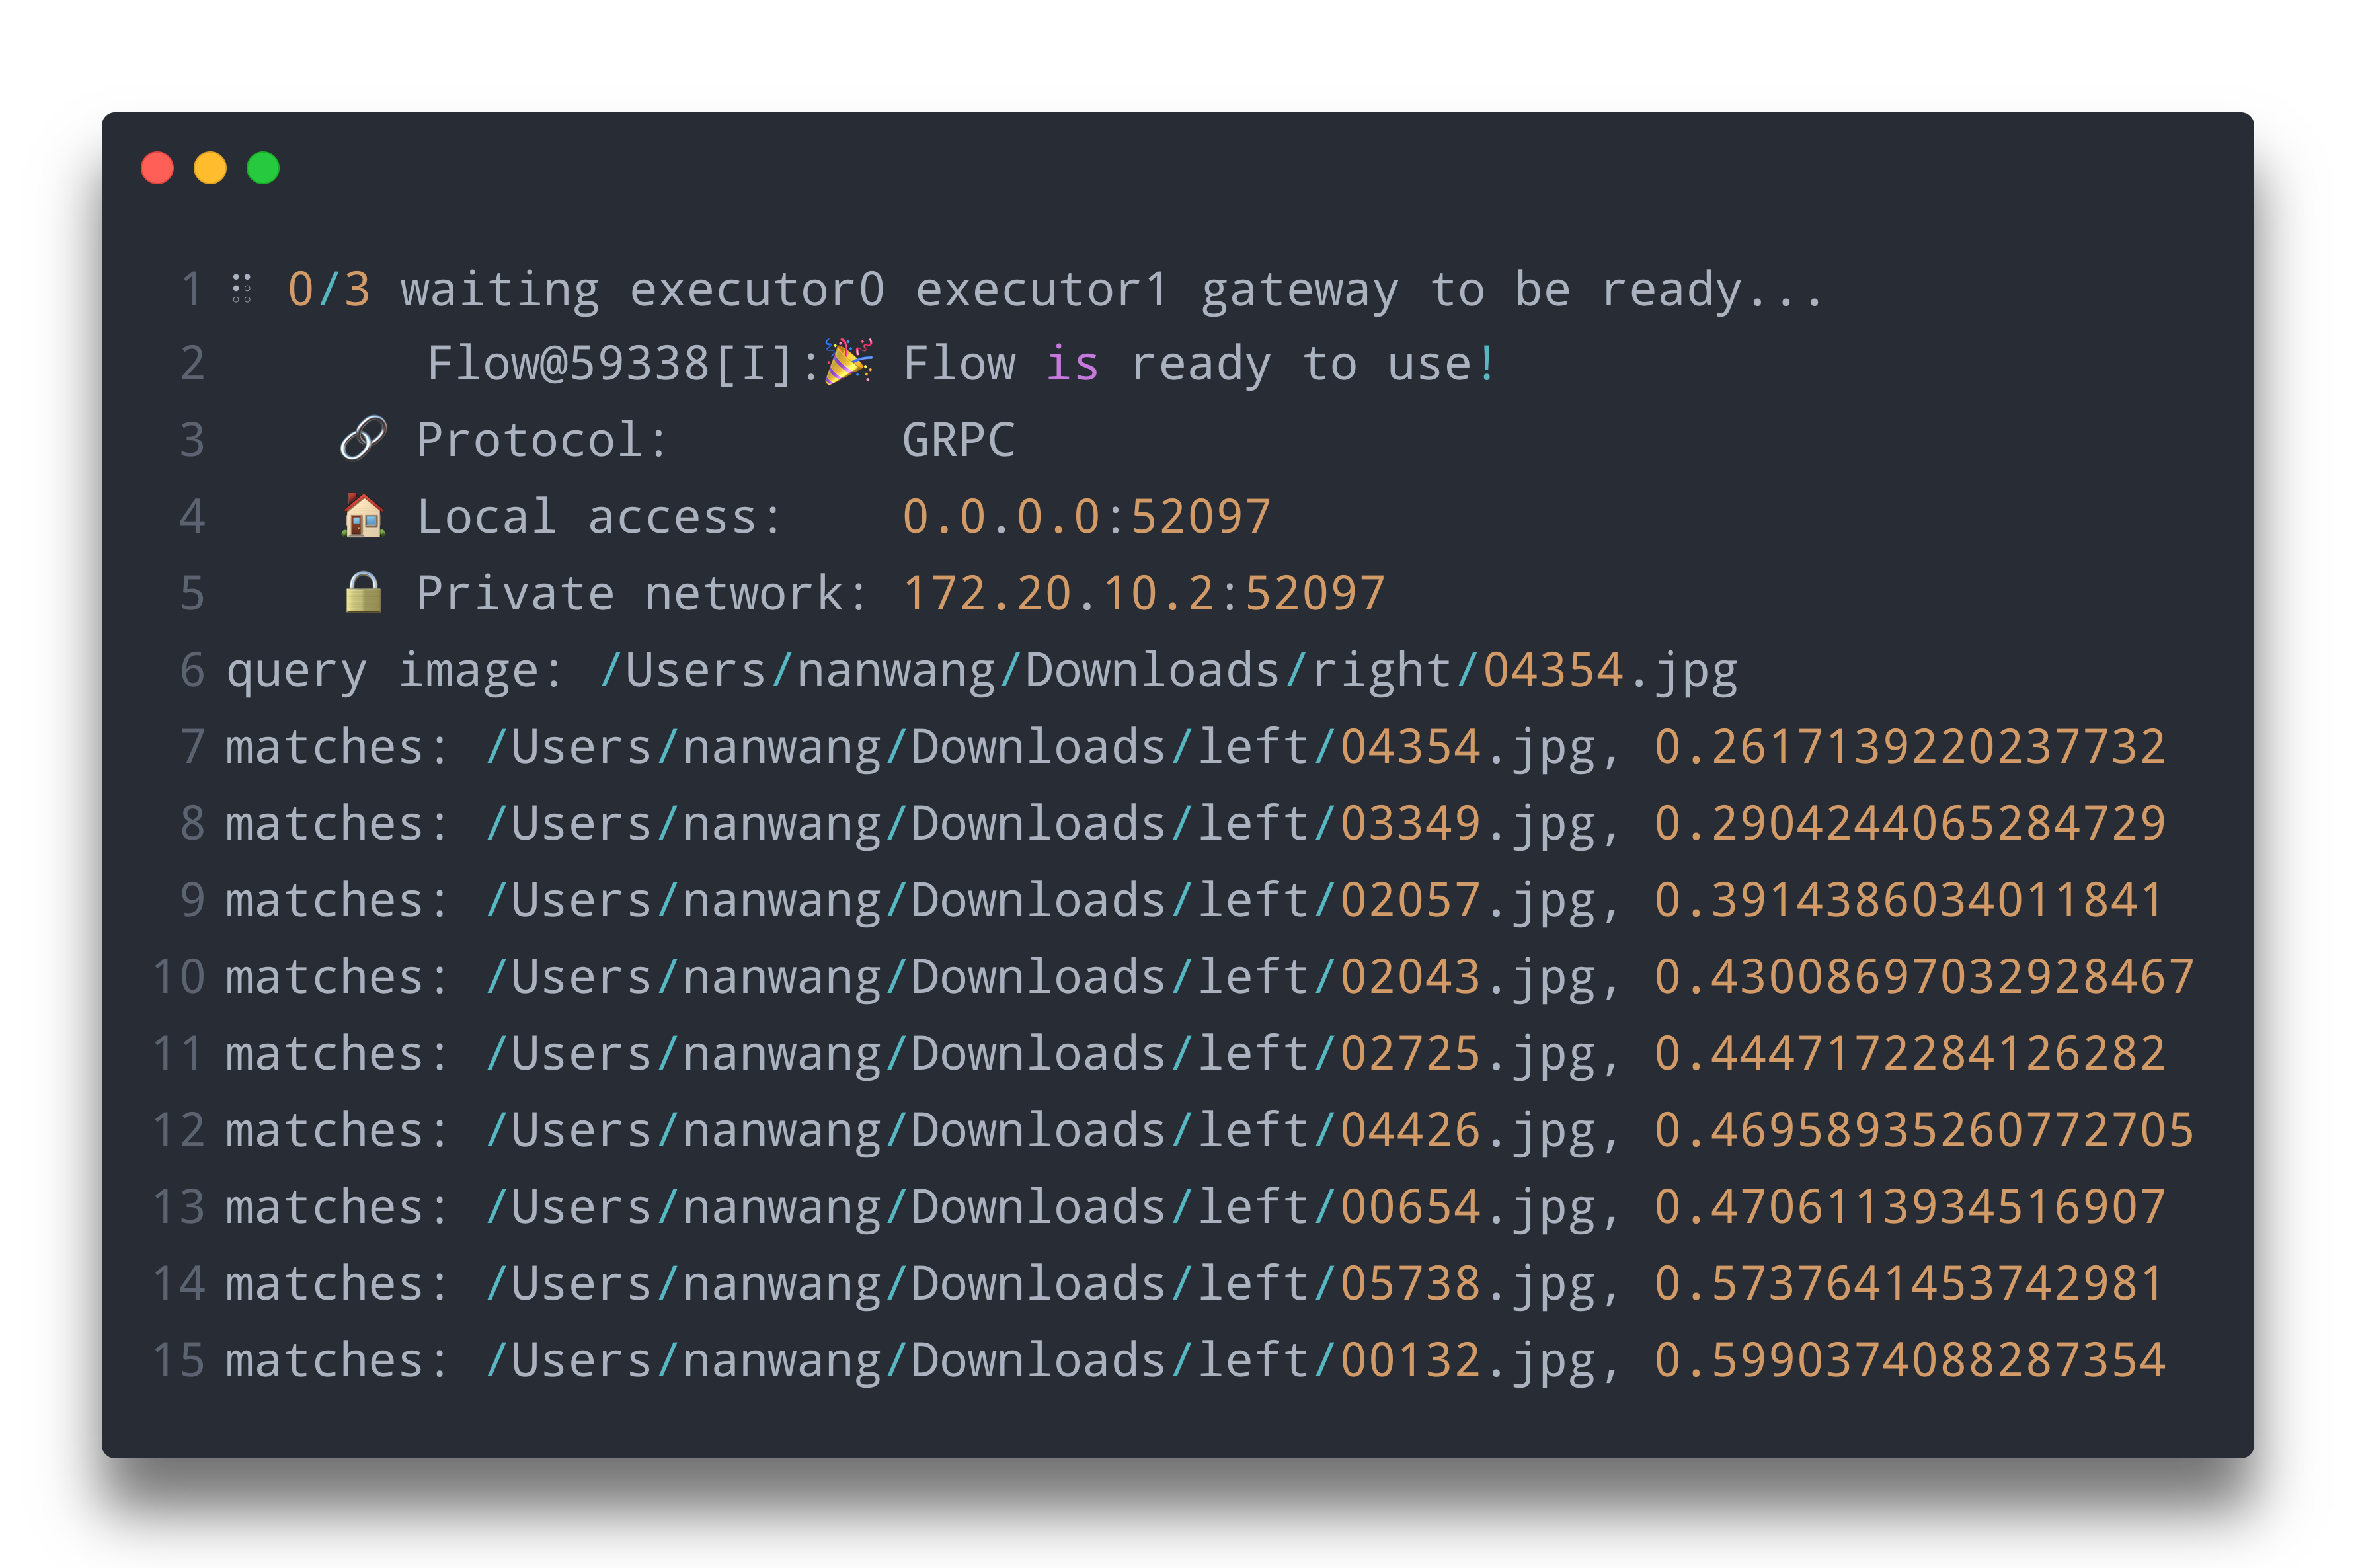 1 ⠿ 0/3 waiting executor0 executor1 gateway to be ready...
2 Flow@59338[I]:🎉 Flow is ready to use!
3 🔗 Protocol: GRPC
4 🏠 Local access: 0.0.0.0:52097
5 🔒 Private network: 172.20.10.2:52097
6 query image: /Users/nanwang/Downloads/right/04354.jpg
7 matches: /Users/nanwang/Downloads/left/04354.jpg, 0.2617139220237732
8 matches: /Users/nanwang/Downloads/left/03349.jpg, 0.2904244065284729
9 matches: /Users/nanwang/Downloads/left/02057.jpg, 0.3914386034011841
10 matches: /Users/nanwang/Downloads/left/02043.jpg, 0.43008697032928467
11 matches: /Users/nanwang/Downloads/left/02725.jpg, 0.4447172284126282
12 matches: /Users/nanwang/Downloads/left/04426.jpg, 0.46958935260772705
13 matches: /Users/nanwang/Downloads/left/00654.jpg, 0.4706113934516907
14 matches: /Users/nanwang/Downloads/left/05738.jpg, 0.5737641453742981
15 matches: /Users/nanwang/Downloads/left/00132.jpg, 0.5990374088287354